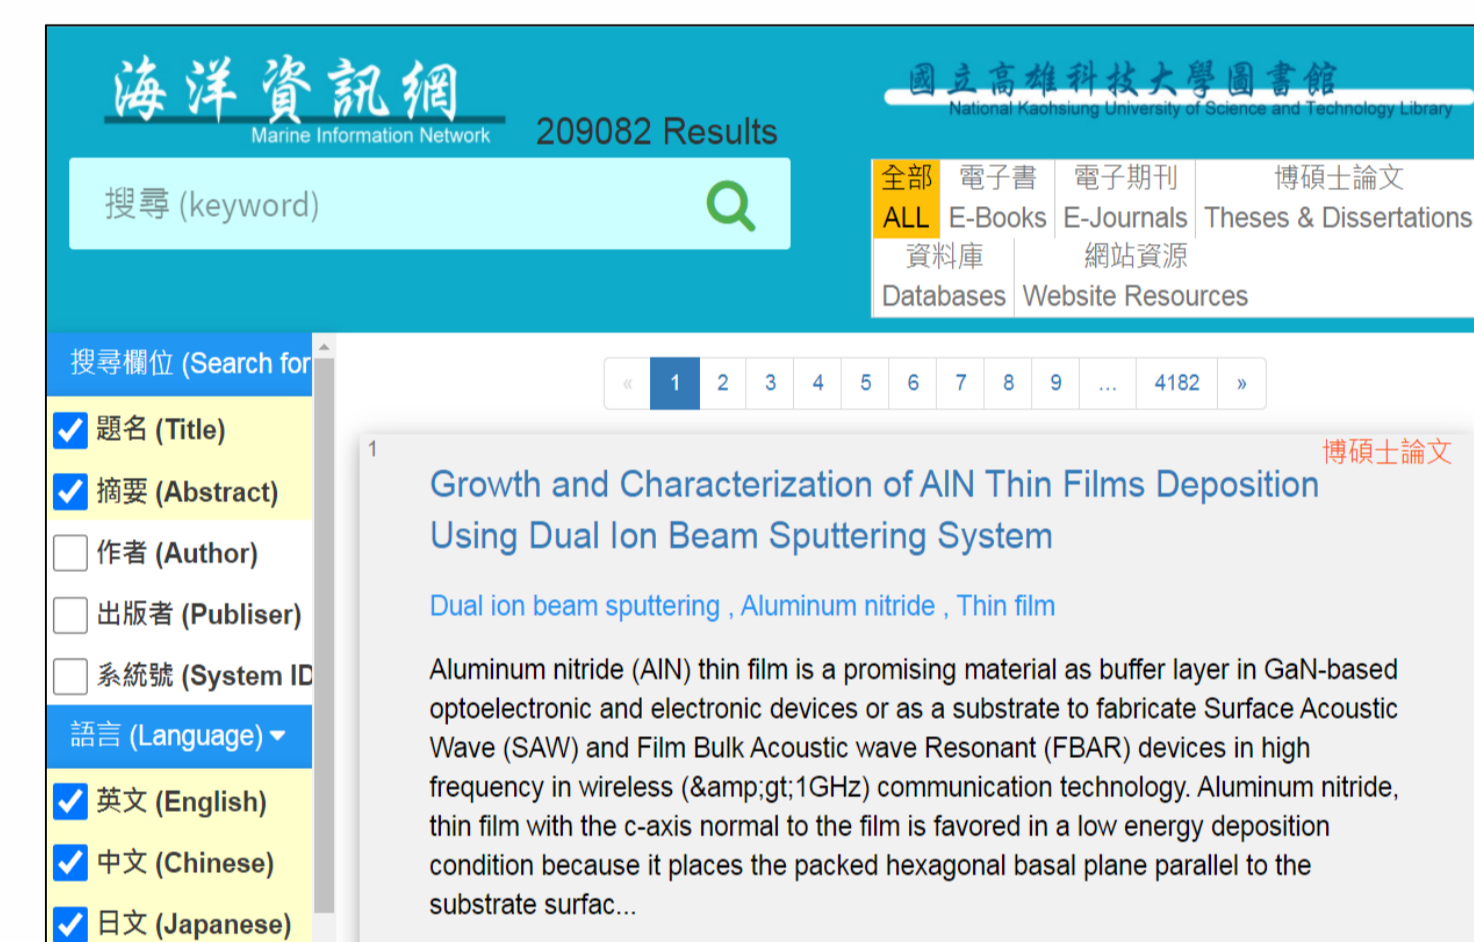 海洋資訊網
Marine Information Network
209082 Results
國立高雄科技大學圖書館
National Kaohsiung University of Science and Technology Library
搜尋 (keyword)
全部 電子書 電子期刊 博碩士論文
ALL E-Books E-Journals Theses & Dissertations
資料庫 網站資源
Databases Website Resources
搜尋欄位 (Search for
題名 (Title)
摘要 (Abstract)
作者 (Author)
出版者 (Publiser)
系統號 (System ID
語言 (Language)
英文 (English)
中文 (Chinese)
日文 (Japanese)
« 1 2 3 4 5 6 7 8 9 ... 4182 »
1
博碩士論文
Growth and Characterization of AlN Thin Films Deposition
Using Dual Ion Beam Sputtering System
Dual ion beam sputtering , Aluminum nitride , Thin film
Aluminum nitride (AlN) thin film is a promising material as buffer layer in GaN-based
optoelectronic and electronic devices or as a substrate to fabricate Surface Acoustic
Wave (SAW) and Film Bulk Acoustic wave Resonant (FBAR) devices in high
frequency in wireless (&amp;gt;1GHz) communication technology. Aluminum nitride,
thin film with the c-axis normal to the film is favored in a low energy deposition
condition because it places the packed hexagonal basal plane parallel to the
substrate surfac...